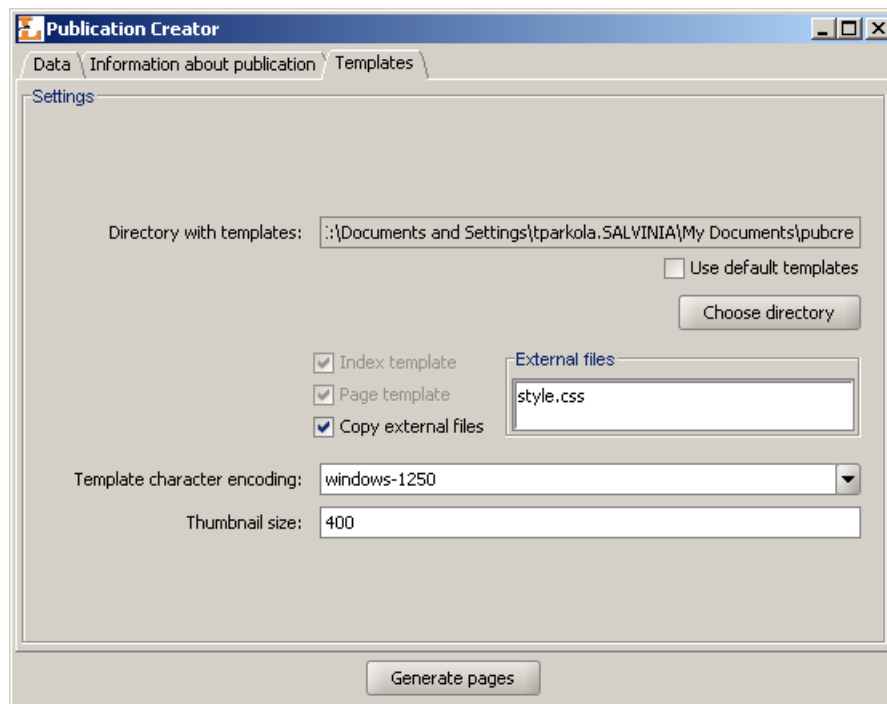 Publication Creator
Data Information about publication Templates
Settings
Directory with templates: :\Documents and Settings\tparkola.SALVINIA\My Documents\pubcre
Use default templates
Choose directory
Index template
External files
Page template
style.css
Copy external files
Template character encoding: windows-1250
Thumbnail size: 400
Generate pages